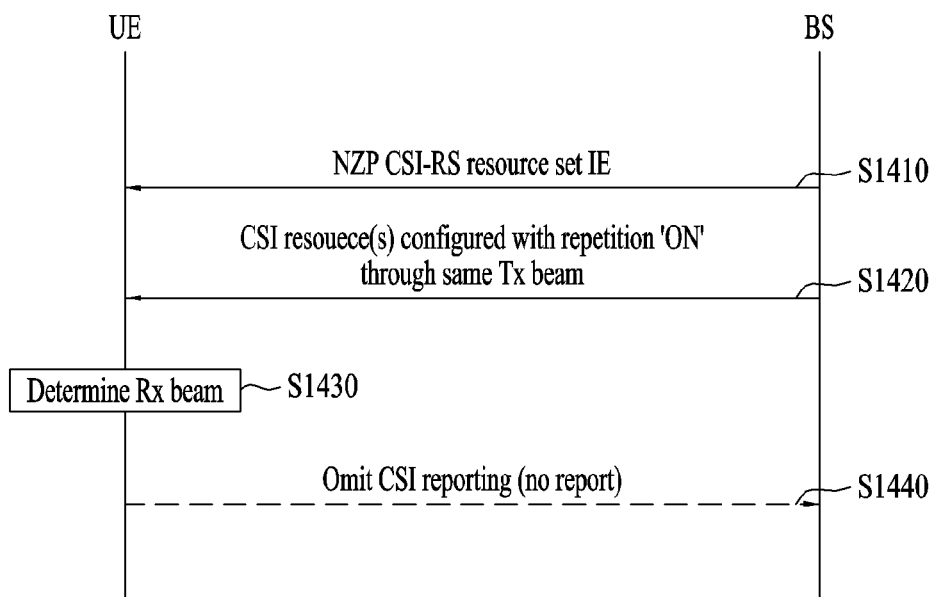 UE
BS
NZP CSI-RS resource set IE
S1410
CSI resouece(s) configured with repetition 'ON'
through same Tx beam
S1420
Determine Rx beam
S1430
Omit CSI reporting (no report)
S1440